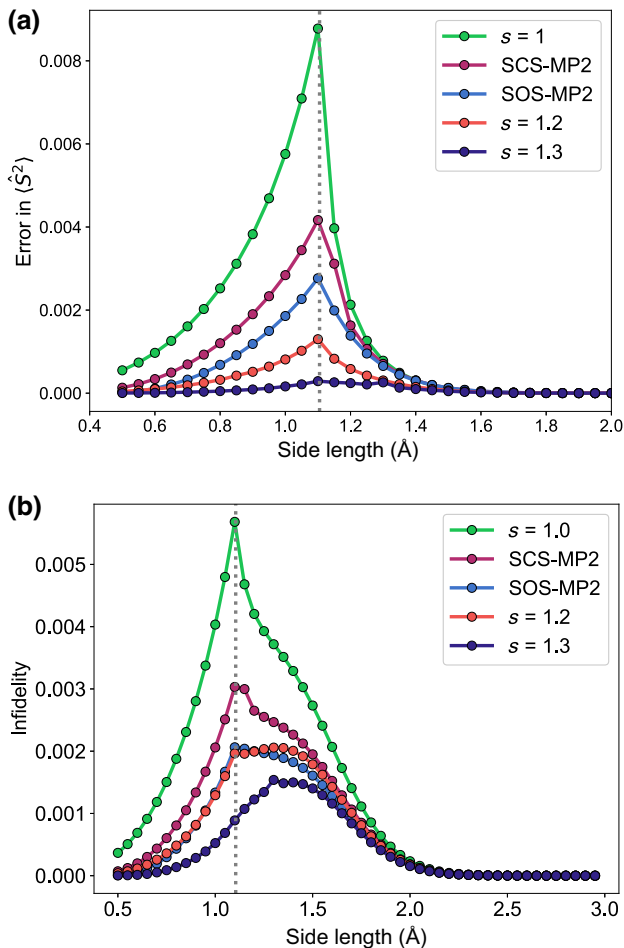 (a)
s = 1
SCS-MP2
SOS-MP2
s = 1.2
s = 1.3
Error in ⟨Ŝ²⟩
0.008
0.006
0.004
0.002
0.000
0.4 0.6 0.8 1.0 1.2 1.4 1.6 1.8 2.0
Side length (Å)
(b)
s = 1.0
SCS-MP2
SOS-MP2
s = 1.2
s = 1.3
Infidelity
0.005
0.004
0.003
0.002
0.001
0.000
0.5 1.0 1.5 2.0 2.5 3.0
Side length (Å)